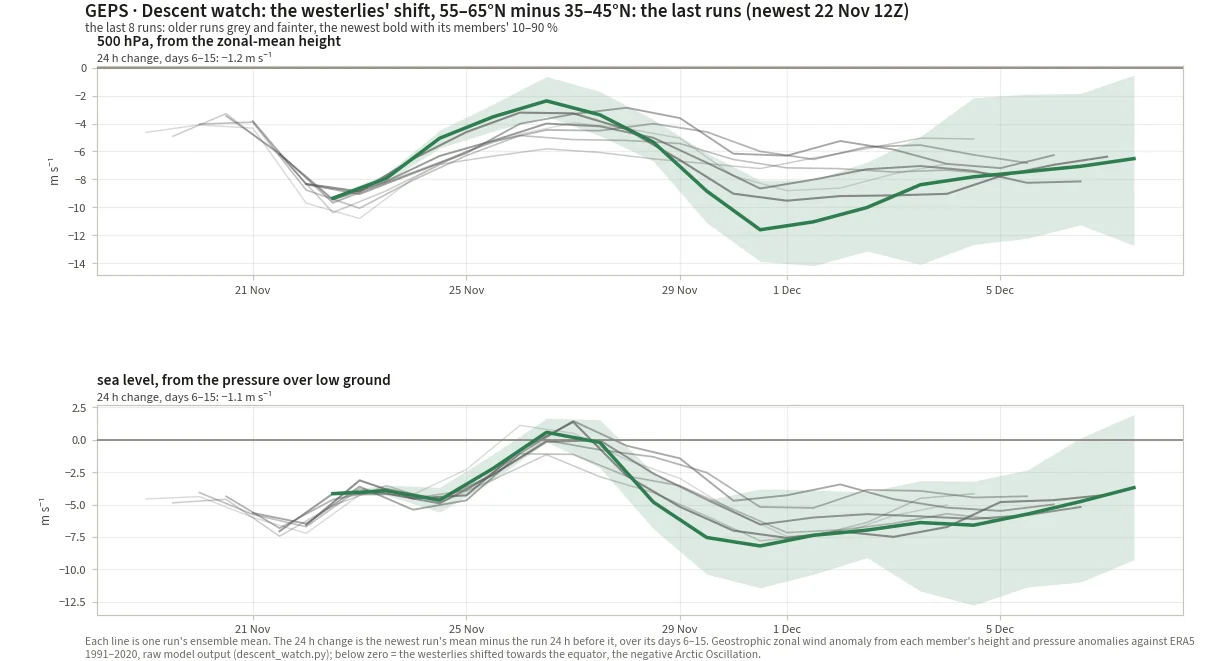 GEPS · Descent watch: the westerlies' shift, 55–65°N minus 35–45°N: the last runs (newest 22 Nov 12Z)
the last 8 runs: older runs grey and fainter, the newest bold with its members' 10–90 %
500 hPa, from the zonal-mean height
24 h change, days 6–15: −1.2 m s⁻¹
0
−2
−4
−6
−8
−10
−12
−14
m s⁻¹
21 Nov 25 Nov 29 Nov 1 Dec 5 Dec
sea level, from the pressure over low ground
24 h change, days 6–15: −1.1 m s⁻¹
2.5
0.0
−2.5
−5.0
−7.5
−10.0
−12.5
m s⁻¹
21 Nov 25 Nov 29 Nov 1 Dec 5 Dec
Each line is one run's ensemble mean. The 24 h change is the newest run's mean minus the run 24 h before it, over its days 6–15. Geostrophic zonal wind anomaly from each member's height and pressure anomalies against ERA5
1991–2020, raw model output (descent_watch.py); below zero = the westerlies shifted towards the equator, the negative Arctic Oscillation.